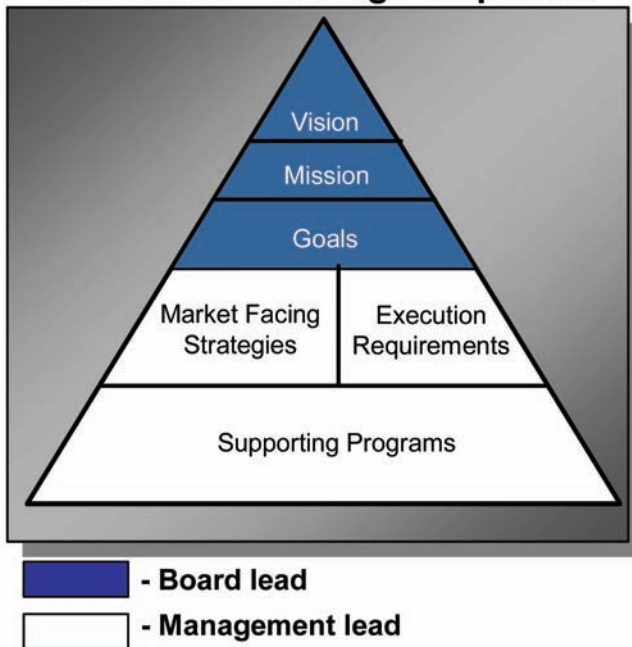 Vision
Mission
Goals
Market Facing
Strategies
Execution
Requirements
Supporting Programs
- Board lead
- Management lead